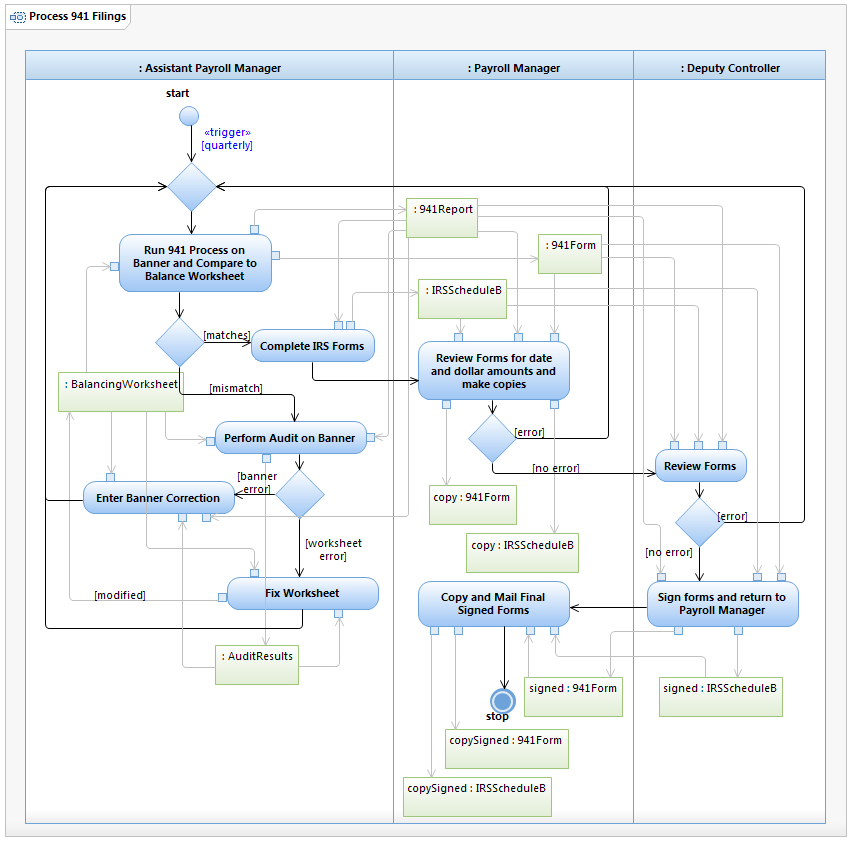 Process 941 Filings
: Assistant Payroll Manager
: Payroll Manager
: Deputy Controller
start
«trigger»
[quarterly]
: 941Report
: 941Form
Run 941 Process on
Banner and Compare to
Balance Worksheet
: IRSScheduleB
[matches]
Complete IRS Forms
Review Forms for date
and dollar amounts and
make copies
: BalancingWorksheet
[mismatch]
Perform Audit on Banner
[error]
[no error]
Review Forms
[banner
error]
Enter Banner Correction
copy : 941Form
[error]
copy : IRSScheduleB
[worksheet
error]
[no error]
[modified]
Fix Worksheet
Copy and Mail Final
Signed Forms
Sign forms and return to
Payroll Manager
: AuditResults
signed : 941Form
signed : IRSScheduleB
stop
copySigned : 941Form
copySigned : IRSScheduleB